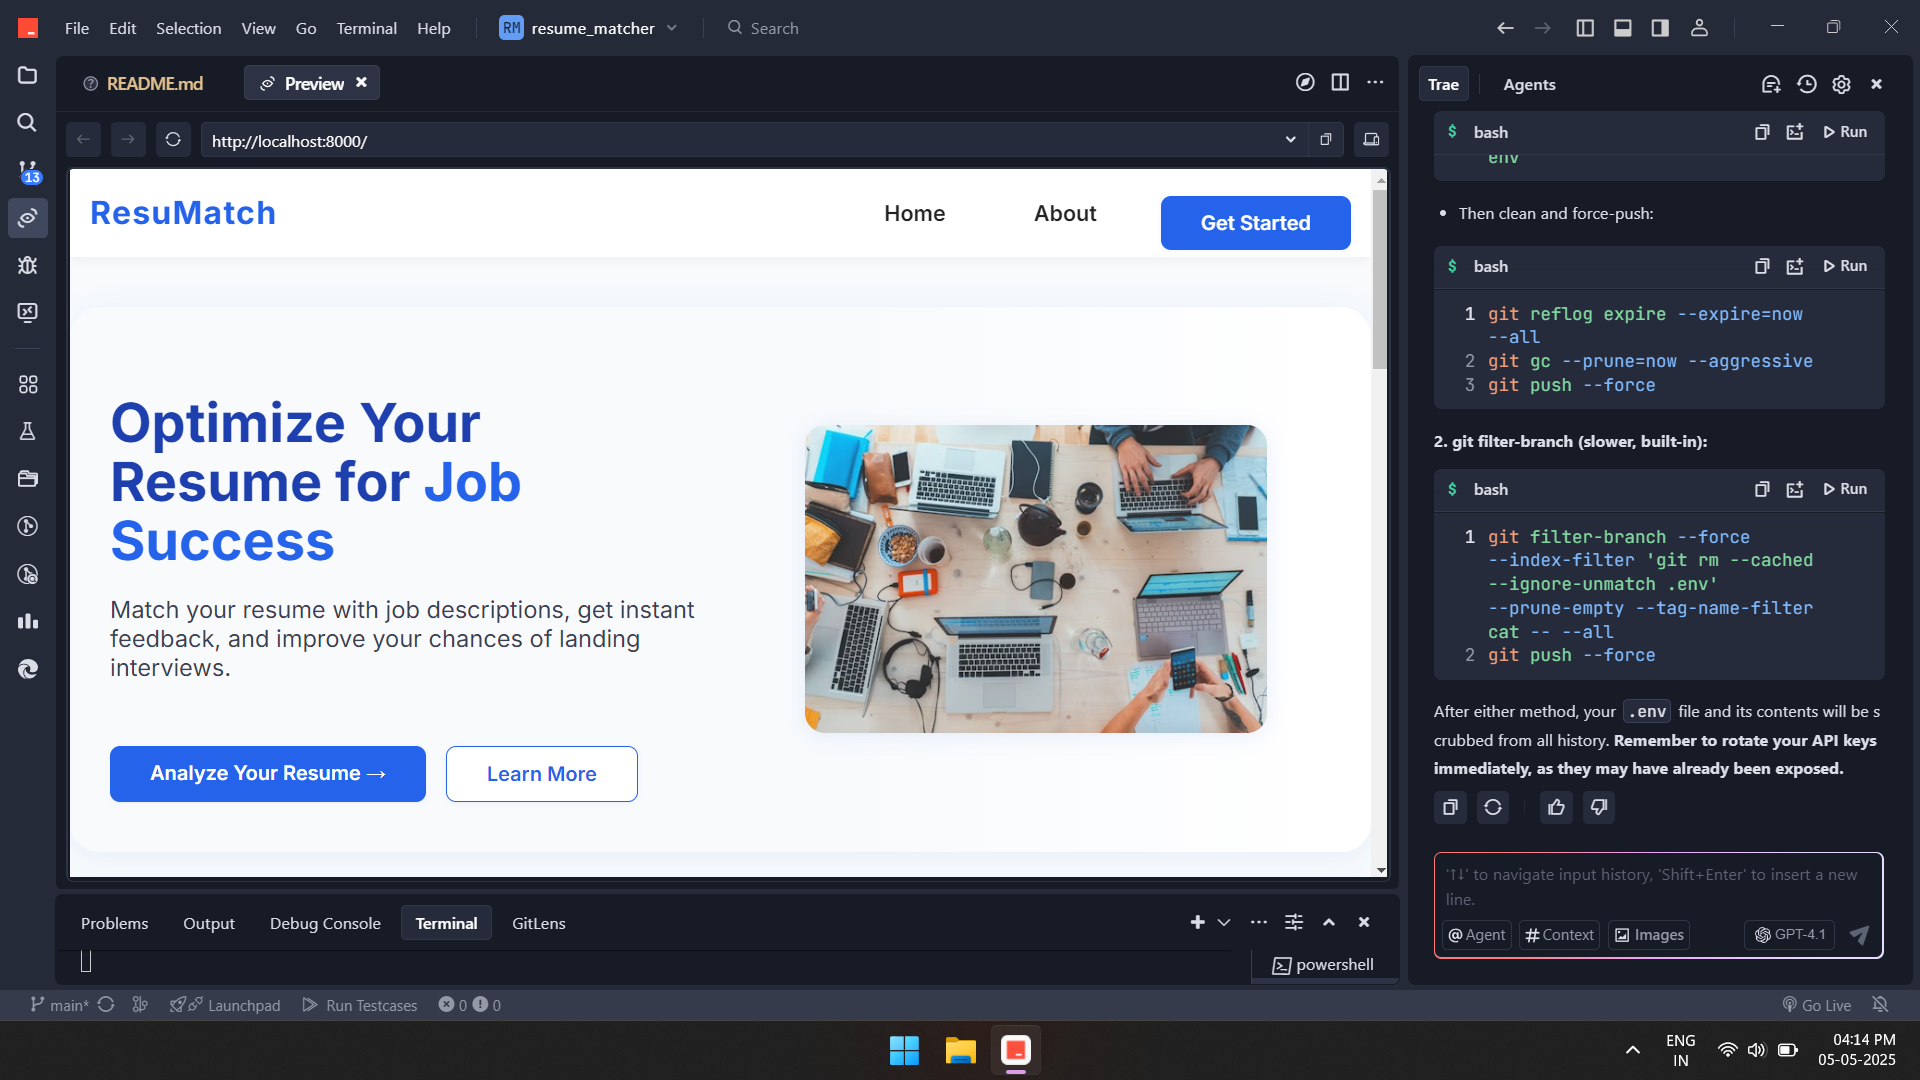 File Edit Selection View Go Terminal Help RM resume_matcher Search
README.md Preview
http://localhost:8000/
ResuMatch Home About Get Started
Optimize Your
Resume for Job
Success
Match your resume with job descriptions, get instant
feedback, and improve your chances of landing
interviews.
Analyze Your Resume →
Learn More
13
Problems Output Debug Console Terminal GitLens
powershell
Trae Agents
$ bash Run
env
• Then clean and force-push:
$ bash Run
1 git reflog expire --expire=now
--all
2 git gc --prune=now --aggressive
3 git push --force
2. git filter-branch (slower, built-in):
$ bash Run
1 git filter-branch --force
--index-filter 'git rm --cached
--ignore-unmatch .env'
--prune-empty --tag-name-filter
cat -- --all
2 git push --force
After either method, your .env file and its contents will be s
crubbed from all history. Remember to rotate your API keys
immediately, as they may have already been exposed.
'↑↓' to navigate input history, 'Shift+Enter' to insert a new
line.
@ Agent # Context Images GPT-4.1
main* Launchpad Run Testcases 0 0 Go Live
ENG
IN
04:14 PM
05-05-2025